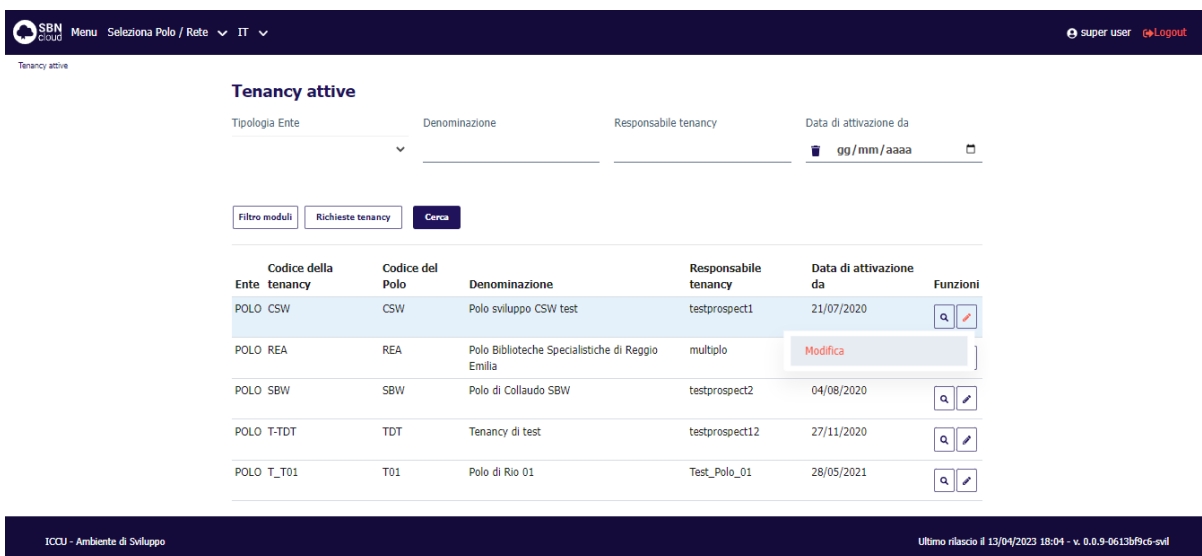 SBN cloud Menu Seleziona Polo / Rete IT super user Logout
Tenancy attive
Tenancy attive
Tipologia Ente Denominazione Responsabile tenancy Data di attivazione da
gg/mm/aaaa
Filtro moduli Richieste tenancy Cerca
Ente Codice della tenancy Codice del Polo Denominazione Responsabile tenancy Data di attivazione da Funzioni
POLO CSW CSW Polo sviluppo CSW test testprospect1 21/07/2020
POLO REA REA Polo Biblioteche Specialistiche di Reggio Emilia multiplo
Modifica
POLO SBW SBW Polo di Collaudo SBW testprospect2 04/08/2020
POLO T-TDT TDT Tenancy di test testprospect12 27/11/2020
POLO T_T01 T01 Polo di Rio 01 Test_Polo_01 28/05/2021
ICCU - Ambiente di Sviluppo Ultimo rilascio il 13/04/2023 18:04 - v. 0.0.9-0613bf9c6-svil